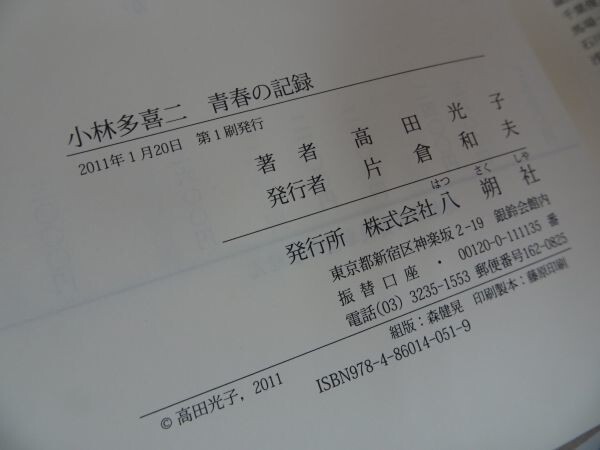 小林多喜二 青春の記録
2011年1月20日 第1刷発行
著者 高田光子
発行者 片倉和夫
発行所 株式会社八朔社
はっ さく しゃ
東京都新宿区神楽坂2-19 銀鈴会館内
振替口座・00120-0-111135番
電話(03)3235-1553 郵便番号162-0825
組版:森健晃 印刷製本:藤原印刷
© 高田光子, 2011
ISBN978-4-86014-051-9